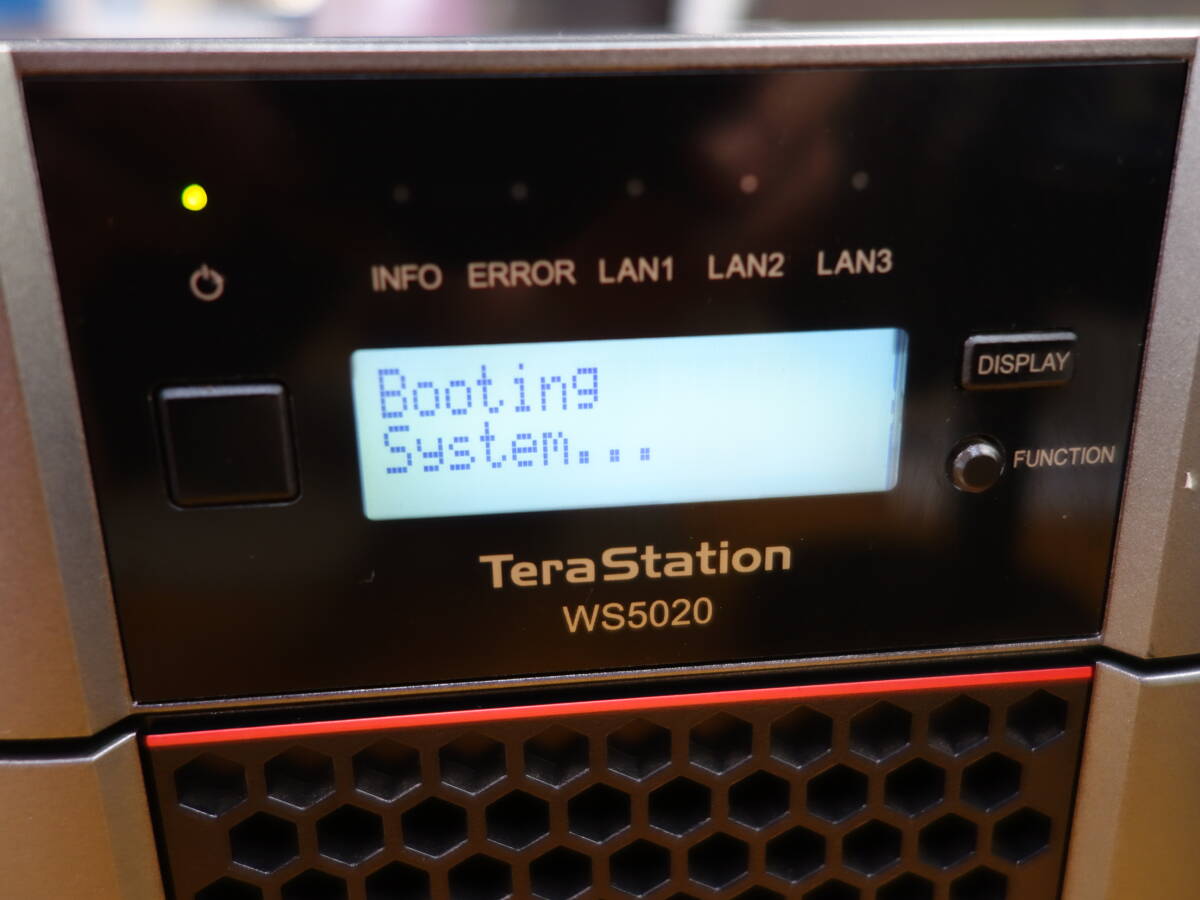 INFO ERROR LAN1 LAN2 LAN3
Booting
System...
DISPLAY
FUNCTION
TeraStation
WS5020